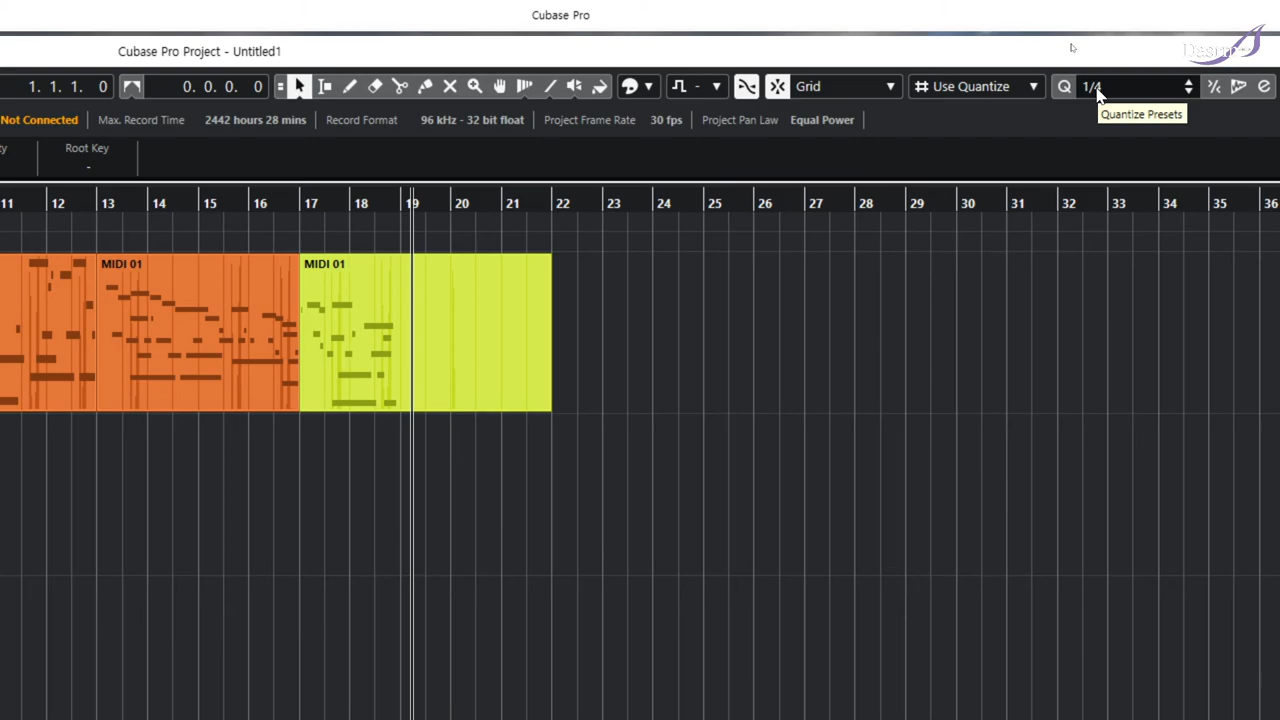 Cubase Pro
Cubase Pro Project - Untitled1
1. 1. 1. 0 0. 0. 0. 0 - Grid Use Quantize Q 1/4
Quantize Presets
Not Connected Max. Record Time 2442 hours 28 mins Record Format 96 kHz - 32 bit float Project Frame Rate 30 fps Project Pan Law Equal Power
Root Key
-
11 12 13 14 15 16 17 18 19 20 21 22 23 24 25 26 27 28 29 30 31 32 33 34 35 36
MIDI 01 MIDI 01